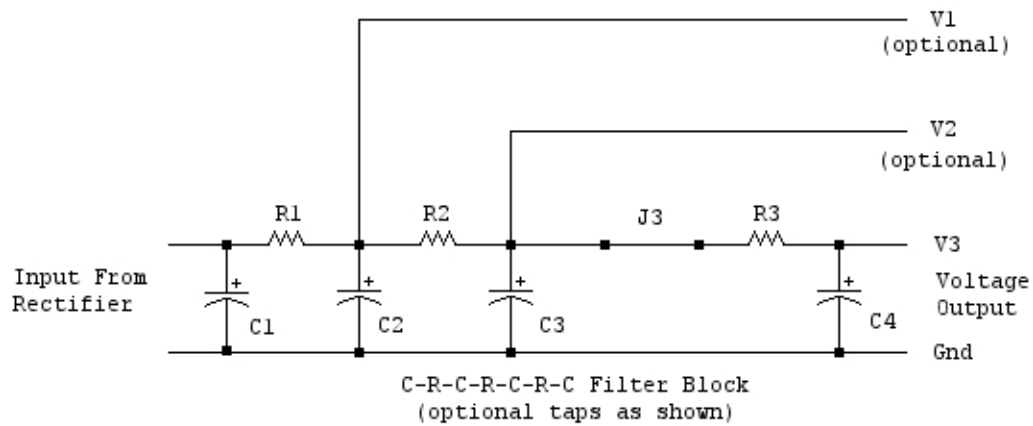 V1
(optional)
V2
(optional)
R1
R2
J3
R3
V3
Input From
Rectifier
+
C1
+
C2
+
C3
+
C4
Voltage
Output
Gnd
C-R-C-R-C-R-C Filter Block
(optional taps as shown)